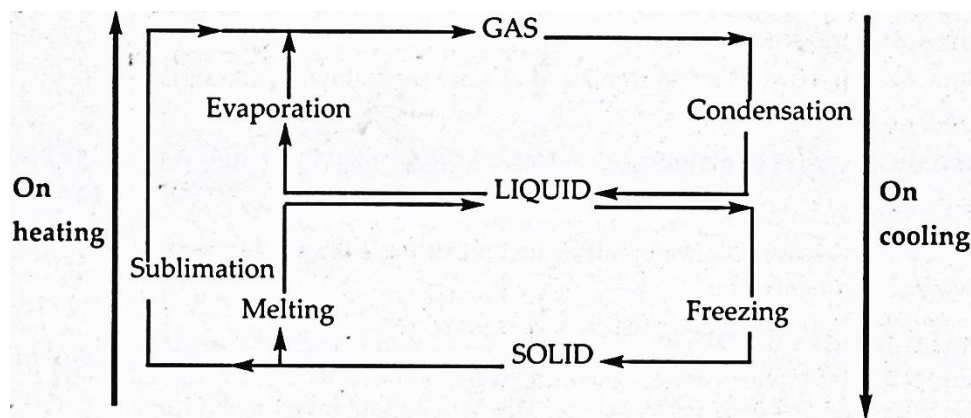 GAS
Evaporation
Condensation
On
heating
LIQUID
On
cooling
Sublimation
Melting
Freezing
SOLID